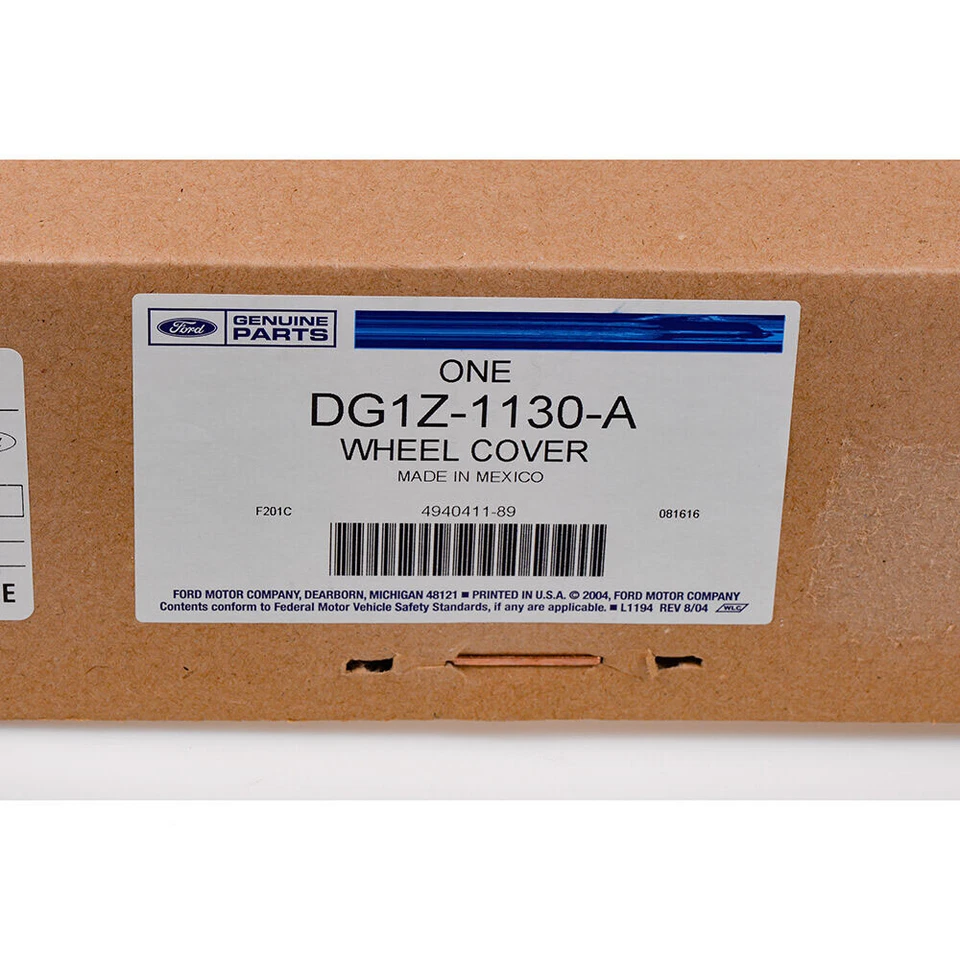 Ford GENUINE
PARTS
ONE
DG1Z-1130-A
WHEEL COVER
MADE IN MEXICO
F201C 4940411-89 081616
FORD MOTOR COMPANY, DEARBORN, MICHIGAN 48121 ■ PRINTED IN U.S.A. © 2004, FORD MOTOR COMPANY
Contents conform to Federal Motor Vehicle Safety Standards, if any are applicable. ■ L1194 REV 8/04 WLC
E